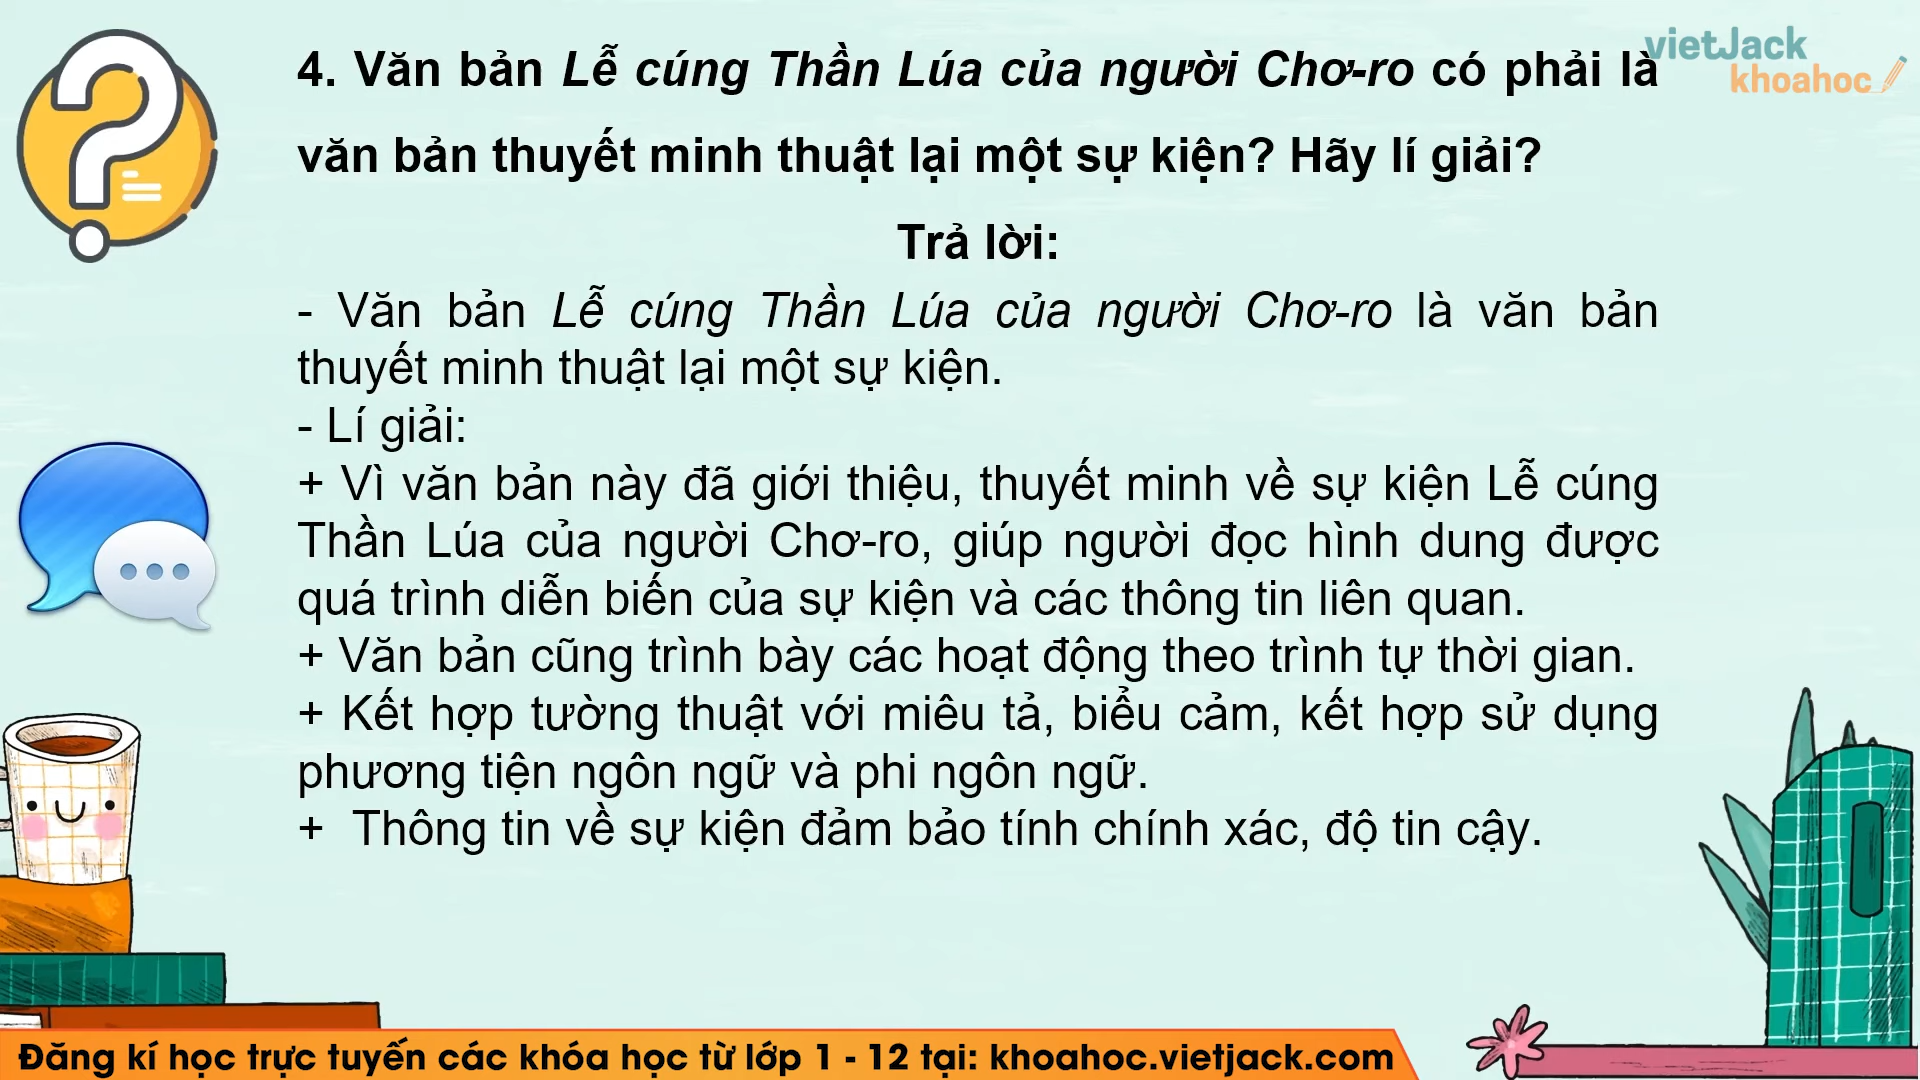 vietJack
khoahoc
4. Văn bản Lễ cúng Thần Lúa của người Chơ-ro có phải là
văn bản thuyết minh thuật lại một sự kiện? Hãy lí giải?
Trả lời:
- Văn bản Lễ cúng Thần Lúa của người Chơ-ro là văn bản
thuyết minh thuật lại một sự kiện.
- Lí giải:
+ Vì văn bản này đã giới thiệu, thuyết minh về sự kiện Lễ cúng
Thần Lúa của người Chơ-ro, giúp người đọc hình dung được
quá trình diễn biến của sự kiện và các thông tin liên quan.
+ Văn bản cũng trình bày các hoạt động theo trình tự thời gian.
+ Kết hợp tường thuật với miêu tả, biểu cảm, kết hợp sử dụng
phương tiện ngôn ngữ và phi ngôn ngữ.
+ Thông tin về sự kiện đảm bảo tính chính xác, độ tin cậy.
Đăng kí học trực tuyến các khóa học từ lớp 1 - 12 tại: khoahoc.vietjack.com